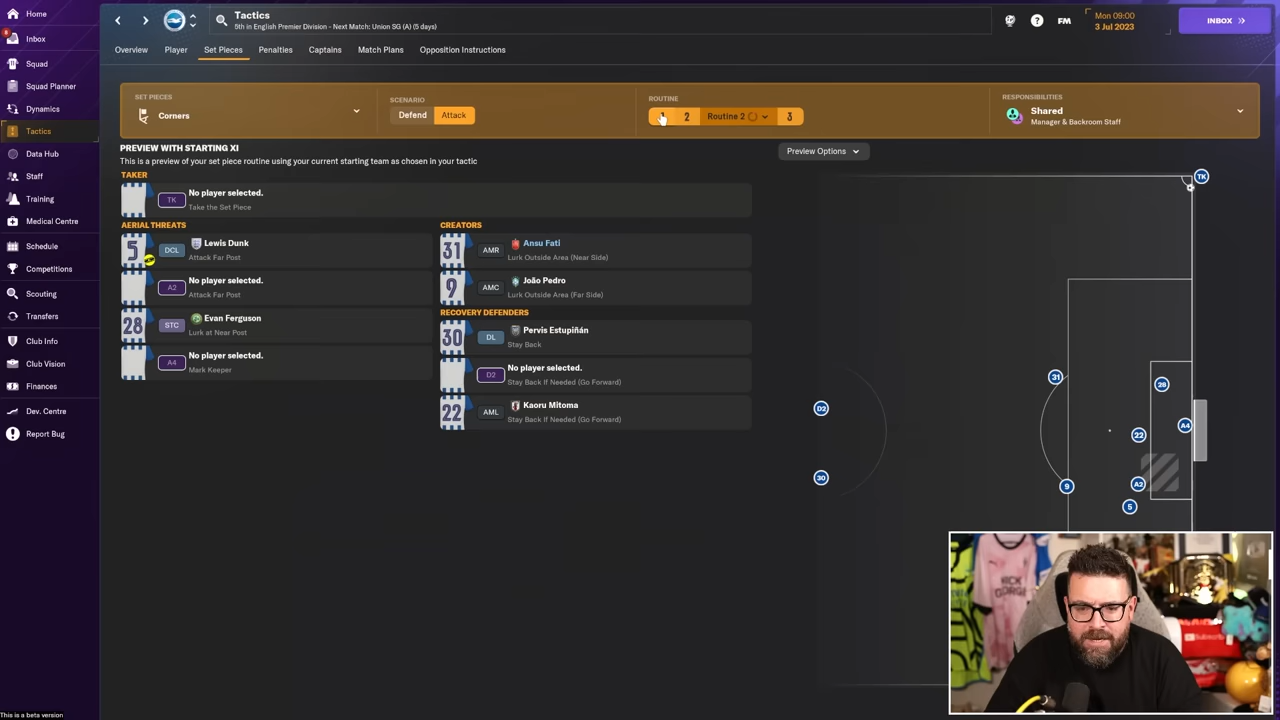 Home
8
Inbox
Squad
Squad Planner
Dynamics
Tactics
Data Hub
Staff
Training
Medical Centre
Schedule
Competitions
Scouting
Transfers
Club Info
Club Vision
Finances
Dev. Centre
Report Bug
This is a beta version
Tactics
5th in English Premier Division - Next Match: Union SG (A) (5 days)
?
FM
Mon 09:00
3 Jul 2023
INBOX
Overview
Player
Set Pieces
Penalties
Captains
Match Plans
Opposition Instructions
SET PIECES
Corners
SCENARIO
Defend
Attack
ROUTINE
2
Routine 2
3
RESPONSIBILITIES
Shared
Manager & Backroom Staff
PREVIEW WITH STARTING XI
This is a preview of your set piece routine using your current starting team as chosen in your tactic
Preview Options
TAKER
TK
No player selected.
Take the Set Piece
AERIAL THREATS
5
DCL
Lewis Dunk
Attack Far Post
A2
No player selected.
Attack Far Post
28
STC
Evan Ferguson
Lurk at Near Post
A4
No player selected.
Mark Keeper
CREATORS
31
AMR
Ansu Fati
Lurk Outside Area (Near Side)
9
AMC
João Pedro
Lurk Outside Area (Far Side)
RECOVERY DEFENDERS
30
DL
Pervis Estupiñán
Stay Back
D2
No player selected.
Stay Back If Needed (Go Forward)
22
AML
Kaoru Mitoma
Stay Back If Needed (Go Forward)
TK
31
28
D2
A4
22
30
9
A2
5